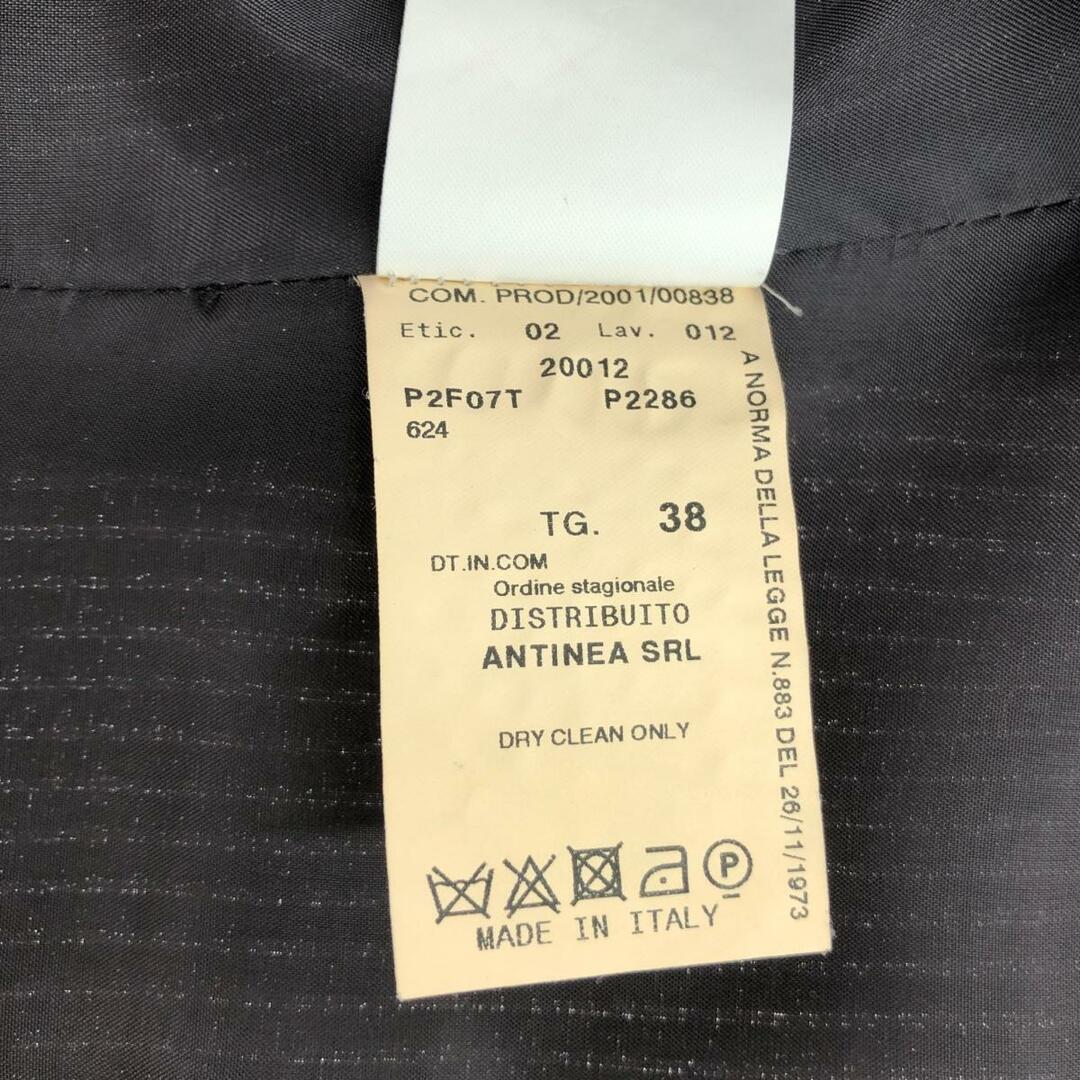 COM. PROD/2001/00838
Etic. 02 Lav. 012
20012
P2F07T P2286
624
TG. 38
DT.IN.COM
Ordine stagionale
DISTRIBUITO
ANTINEA SRL
DRY CLEAN ONLY
P
MADE IN ITALY
A NORMA DELLA LEGGE N.883 DEL 26/11/1973